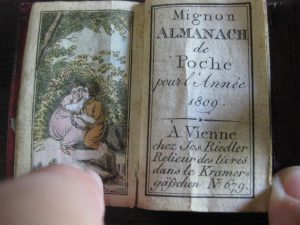 Mignon
ALMANACH
de
Poche
pour l'Année
1809.
À Vienne
chez Jos. Riedler
Relieur des livres
dans le Kramer-
gäßchen Nº 679.